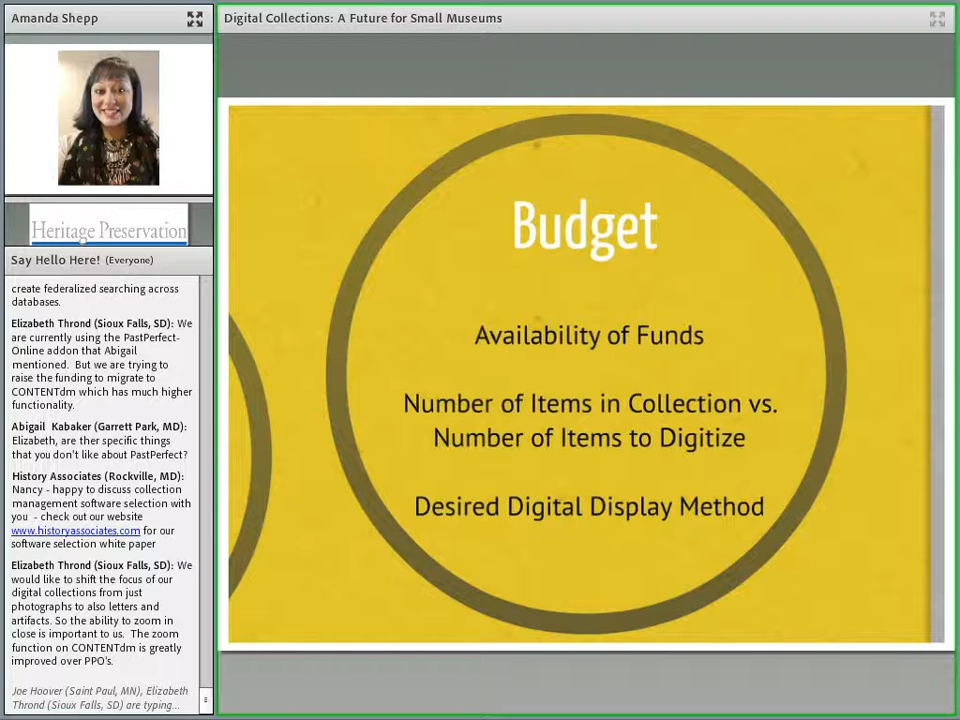 Amanda Shepp
Digital Collections: A Future for Small Museums
Heritage Preservation
Say Hello Here! (Everyone)
create federalized searching across
databases.
Elizabeth Thrond (Sioux Falls, SD): We
are currently using the PastPerfect-
Online addon that Abigail
mentioned. But we are trying to
raise the funding to migrate to
CONTENTdm which has much higher
functionality.
Abigail Kabaker (Garrett Park, MD):
Elizabeth, are ther specific things
that you don't like about PastPerfect?
History Associates (Rockville, MD):
Nancy - happy to discuss collection
management software selection with
you - check out our website
www.historyassociates.com for our
software selection white paper
Elizabeth Thrond (Sioux Falls, SD): We
would like to shift the focus of our
digital collections from just
photographs to also letters and
artifacts. So the ability to zoom in
close is important to us. The zoom
function on CONTENTdm is greatly
improved over PPO's.
Joe Hoover (Saint Paul, MN), Elizabeth
Thrond (Sioux Falls, SD) are typing...
Budget
Availability of Funds
Number of Items in Collection vs.
Number of Items to Digitize
Desired Digital Display Method